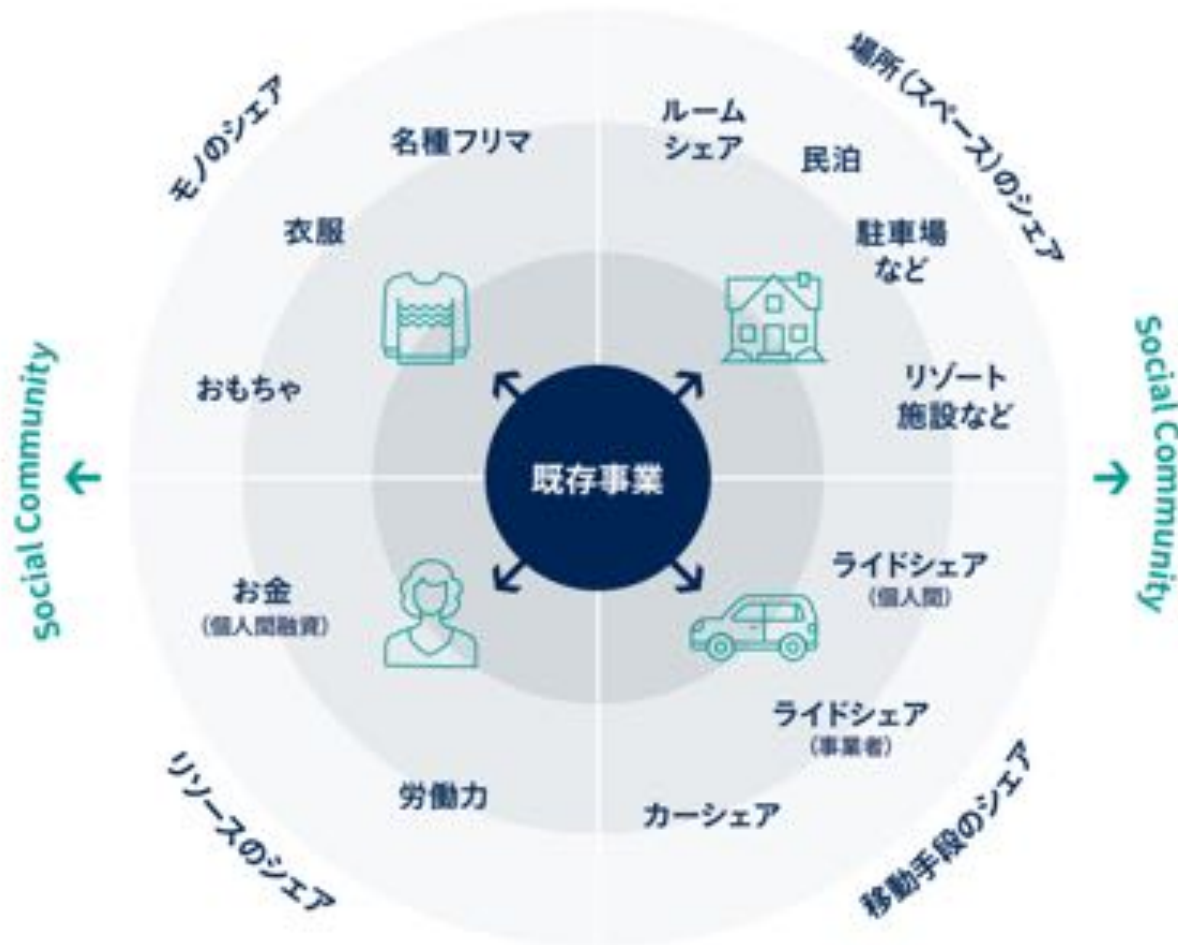 モノのシェア
名種フリマ
衣服
おもちゃ
場所(スペース)のシェア
ルーム
シェア
民泊
駐車場
など
リゾート
施設など
Social Community
既存事業
Social Community
お金
(個人間融資)
労働力
リソースのシェア
ライドシェア
(個人間)
ライドシェア
(事業者)
カーシェア
移動手段のシェア